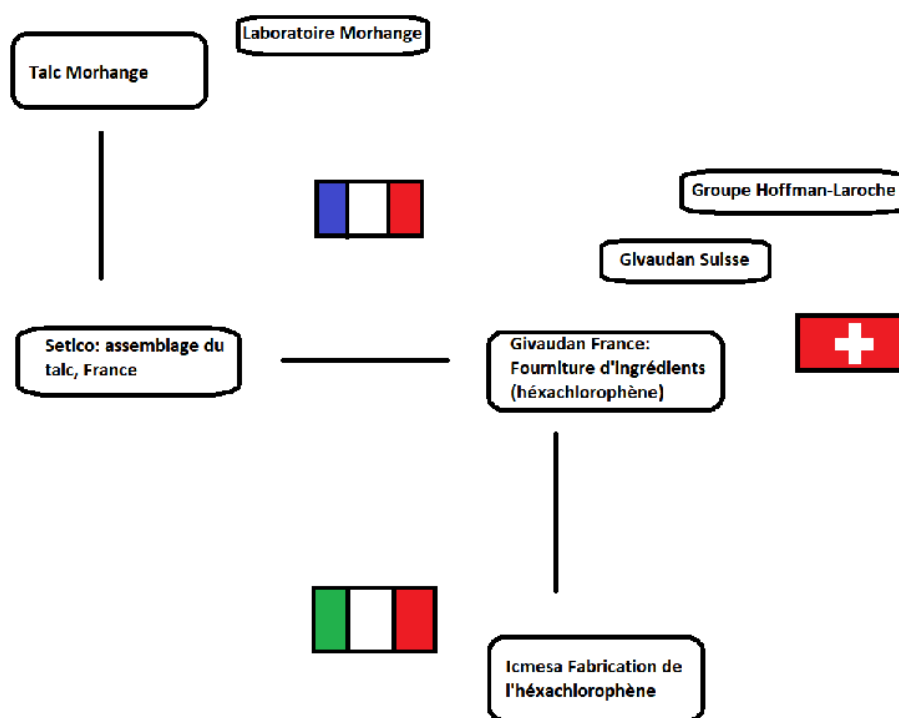 Laboratoire Morhange
Talc Morhange
Groupe Hoffman-Laroche
Givaudan Suisse
Setico: assemblage du
talc, France
Givaudan France:
Fourniture d'ingrédients
(héxachlorophène)
Icmesa Fabrication de
l'héxachlorophène